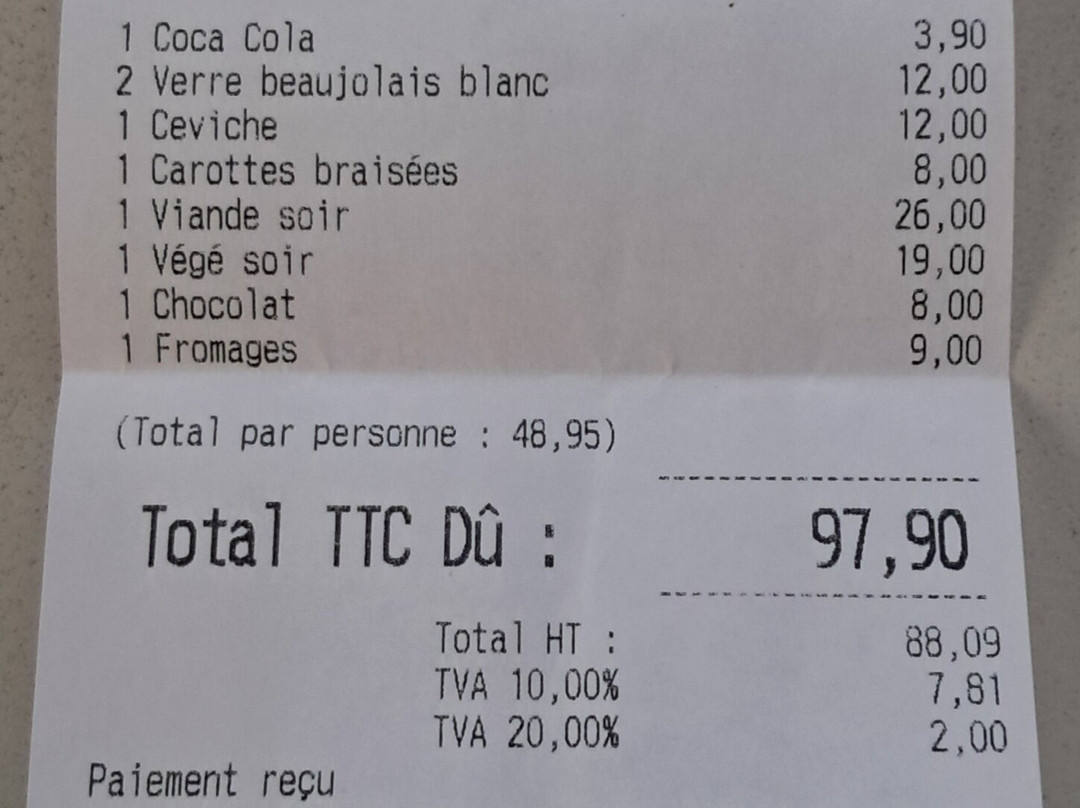 1 Coca Cola 3,90
2 Verre beaujolais blanc 12,00
1 Ceviche 12,00
1 Carottes braisées 8,00
1 Viande soir 26,00
1 Végé soir 19,00
1 Chocolat 8,00
1 Fromages 9,00
(Total par personne : 48,95)
Total TTC Dû : 97,90
Total HT : 88,09
TVA 10,00% 7,81
TVA 20,00% 2,00
Paiement reçu